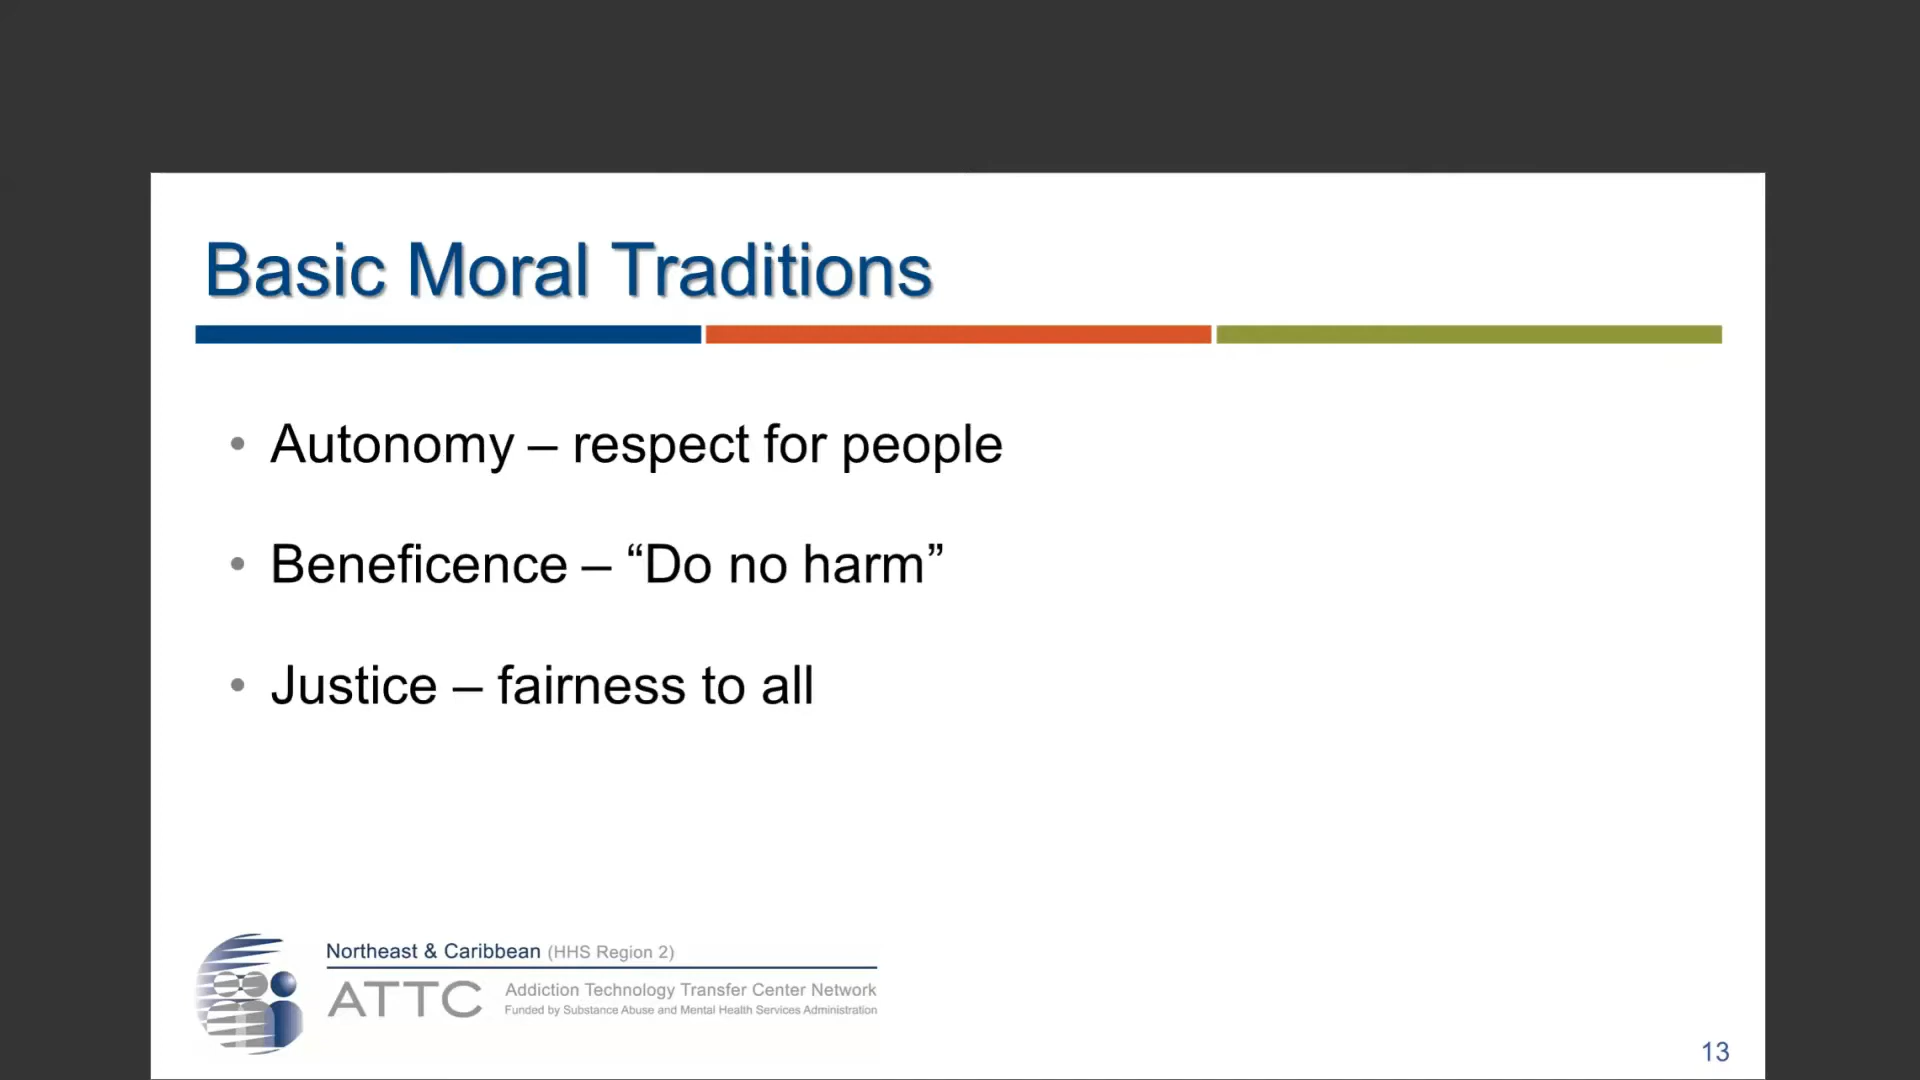 Basic Moral Traditions
• Autonomy – respect for people
• Beneficence – “Do no harm”
• Justice – fairness to all
Northeast & Caribbean (HHS Region 2)
ATTC
Addiction Technology Transfer Center Network
Funded by Substance Abuse and Mental Health Services Administration
13